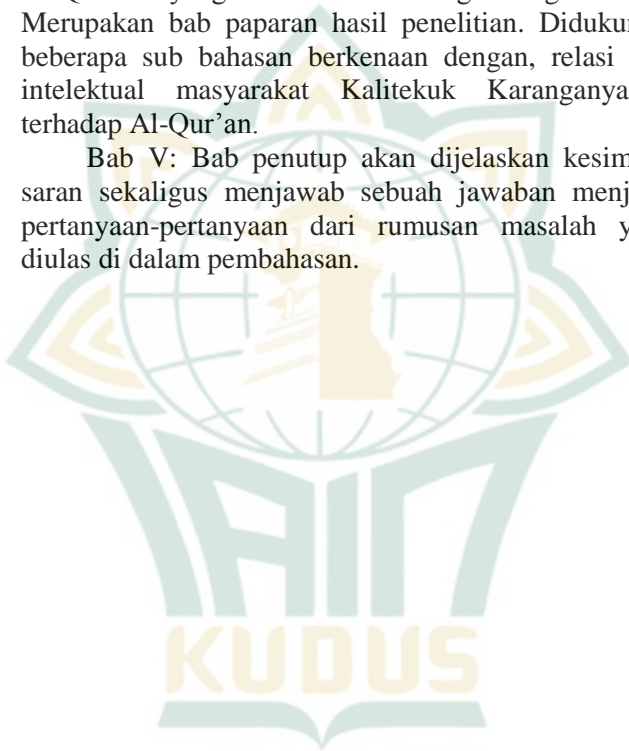 Merupakan bab paparan hasil penelitian. Didukun
beberapa sub bahasan berkenaan dengan, relasi
intelektual masyarakat Kalitekuk Karanganya
terhadap Al-Qur’an.
Bab V: Bab penutup akan dijelaskan kesim
saran sekaligus menjawab sebuah jawaban menj
pertanyaan-pertanyaan dari rumusan masalah y
diulas di dalam pembahasan.
IAIN
KUDUS